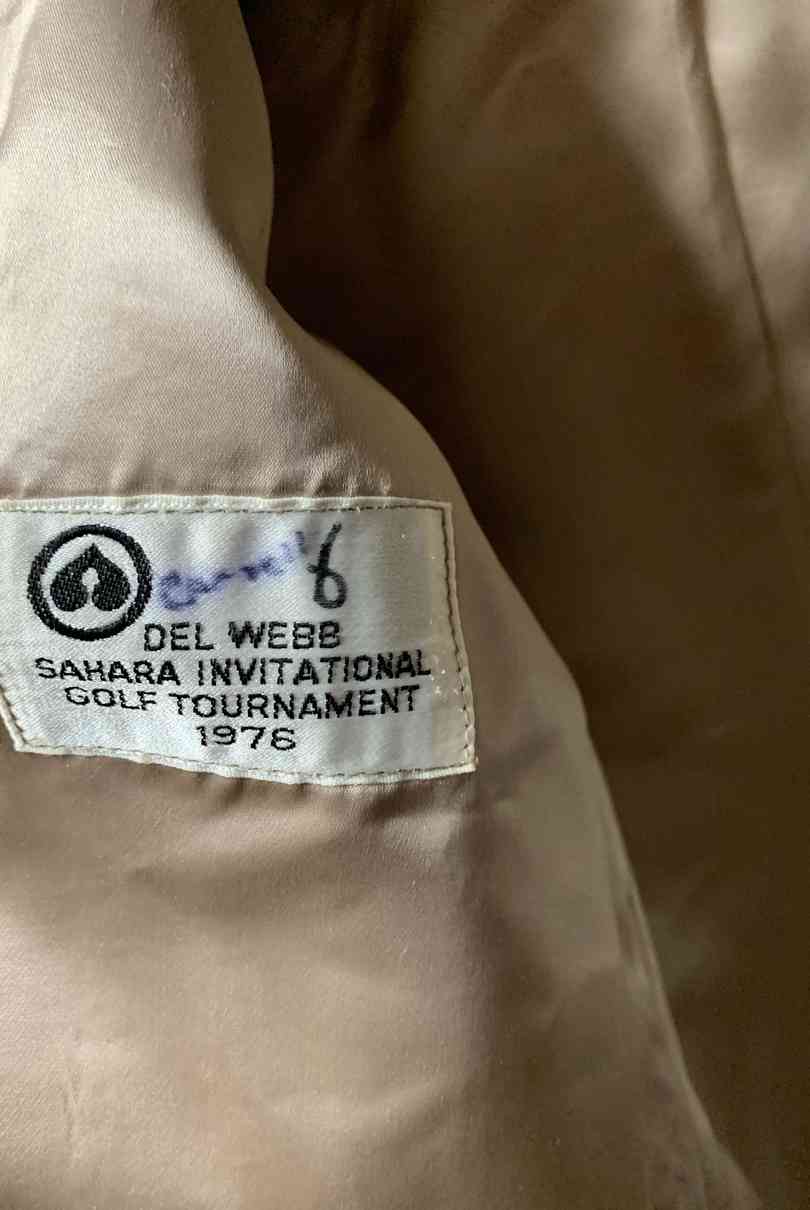 DEL WEBB
SAHARA INVITATIONAL
GOLF TOURNAMENT
1976